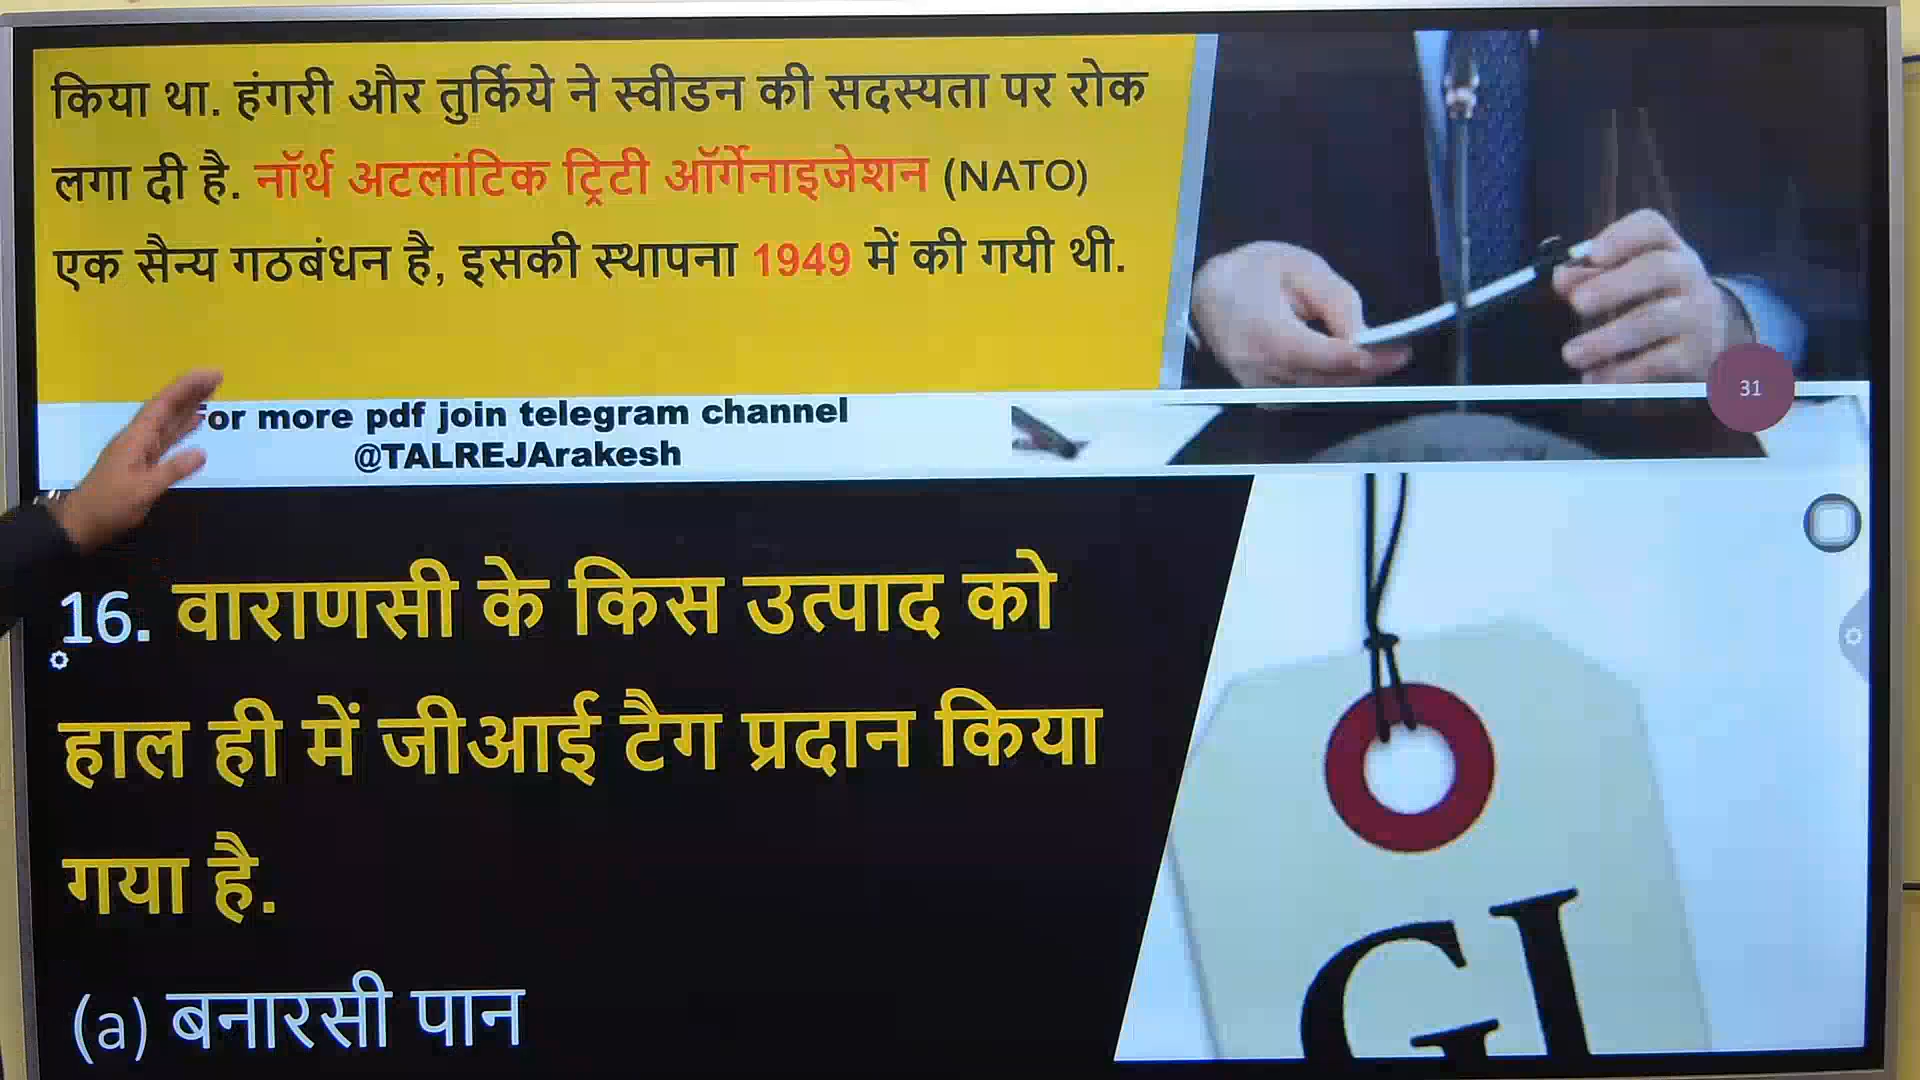 किया था. हंगरी और तुर्किये ने स्वीडन की सदस्यता पर रोक
लगा दी है. नॉर्थ अटलांटिक ट्रिटी ऑर्गेनाइजेशन (NATO)
एक सैन्य गठबंधन है, इसकी स्थापना 1949 में की गयी थी.
31
For more pdf join telegram channel
@TALREJArakesh
16. वाराणसी के किस उत्पाद को
हाल ही में जीआई टैग प्रदान किया
गया है.
(a) बनारसी पान
GI